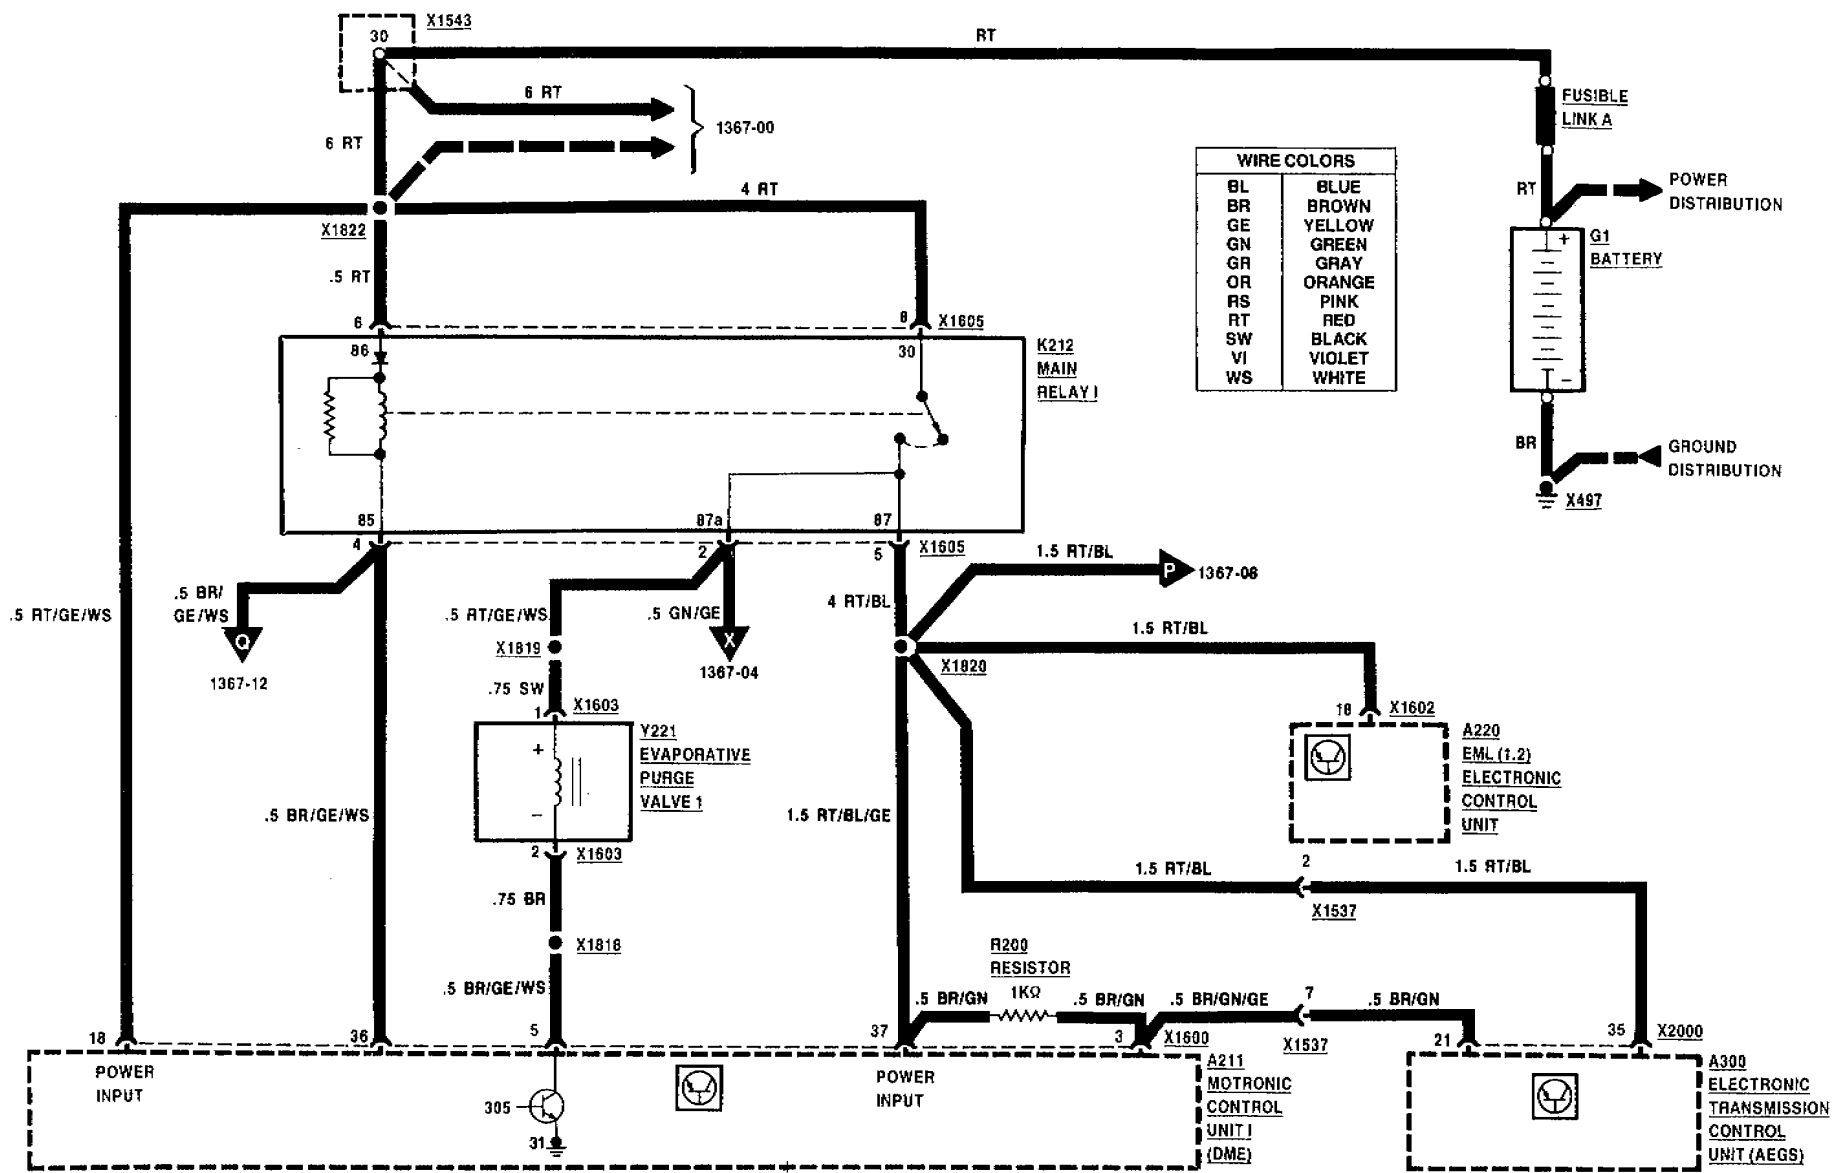 X1543
30
RT
6 RT
1367-00
6 RT
FUSIBLE
LINK A
WIRE COLORS
BL BLUE
BR BROWN
GE YELLOW
GN GREEN
GR GRAY
OR ORANGE
RS PINK
RT RED
SW BLACK
VI VIOLET
WS WHITE
RT
POWER
DISTRIBUTION
4 RT
X1822
G1
BATTERY
+
−
.5 RT
6
8
X1605
86
30
K212
MAIN
RELAY I
BR
GROUND
DISTRIBUTION
X497
85
87a
87
4
2
5
X1605
1.5 RT/BL
P
1367-06
.5 RT/GE/WS
.5 BR/
GE/WS
Q
1367-12
.5 RT/GE/WS
.5 GN/GE
X
1367-04
4 RT/BL
1.5 RT/BL
X1819
X1820
.75 SW
1
X1603
18
X1602
Y221
EVAPORATIVE
PURGE
VALVE 1
+
−
A220
EML (1.2)
ELECTRONIC
CONTROL
UNIT
.5 BR/GE/WS
1.5 RT/BL/GE
2
X1603
1.5 RT/BL
2
1.5 RT/BL
X1537
.75 BR
X1818
R200
RESISTOR
1KΩ
.5 BR/GE/WS
.5 BR/GN
.5 BR/GN
.5 BR/GN/GE
7
.5 BR/GN
X1537
18
36
5
37
3
X1600
21
35
X2000
POWER
INPUT
305
31
POWER
INPUT
A211
MOTRONIC
CONTROL
UNIT I
(DME)
A300
ELECTRONIC
TRANSMISSION
CONTROL
UNIT (AEGS)